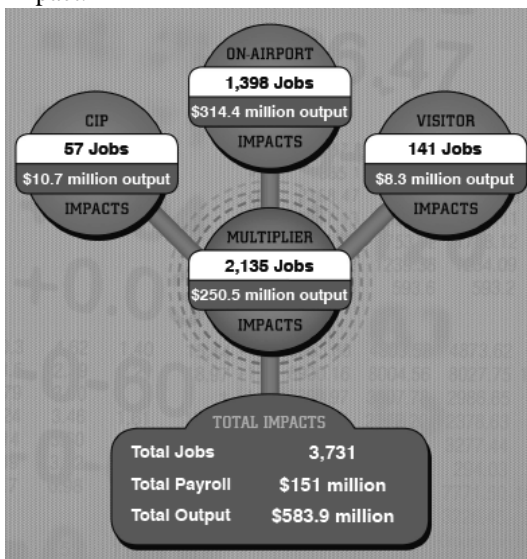 ON-AIRPORT
1,398 Jobs
$314.4 million output
IMPACTS
CIP
57 Jobs
$10.7 million output
IMPACTS
VISITOR
141 Jobs
$8.3 million output
IMPACTS
MULTIPLIER
2,135 Jobs
$250.5 million output
IMPACTS
TOTAL IMPACTS
Total Jobs 3,731
Total Payroll $151 million
Total Output $583.9 million